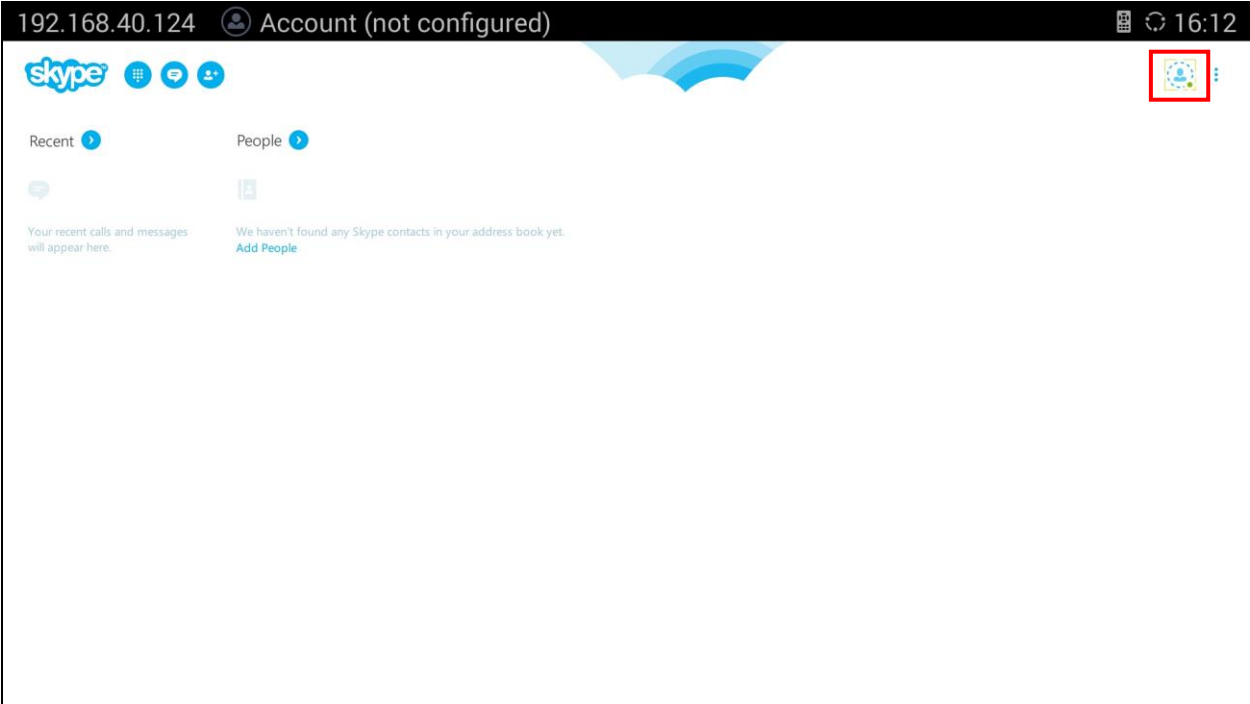 192.168.40.124 Account (not configured) 16:12
skype
Recent People
Your recent calls and messages
will appear here.
We haven't found any Skype contacts in your address book yet.
Add People